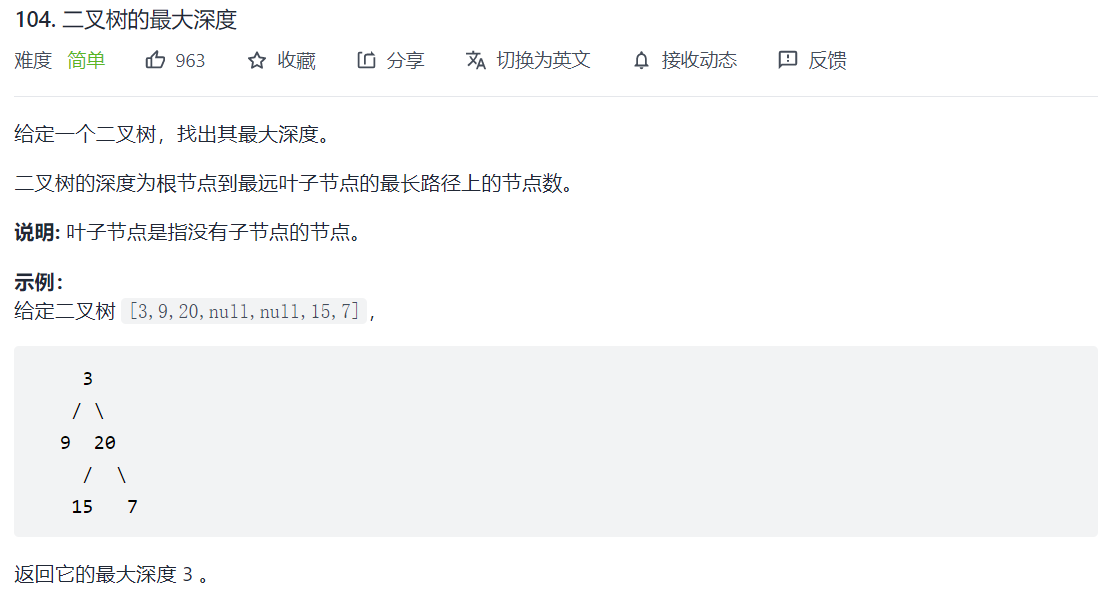 104. 二叉树的最大深度
难度 简单 963 收藏 分享 切换为英文 接收动态 反馈
给定一个二叉树，找出其最大深度。
二叉树的深度为根节点到最远叶子节点的最长路径上的节点数。
说明: 叶子节点是指没有子节点的节点。
示例：
给定二叉树 [3,9,20,null,null,15,7]，
3
/ \
9 20
/ \
15 7
返回它的最大深度 3 。